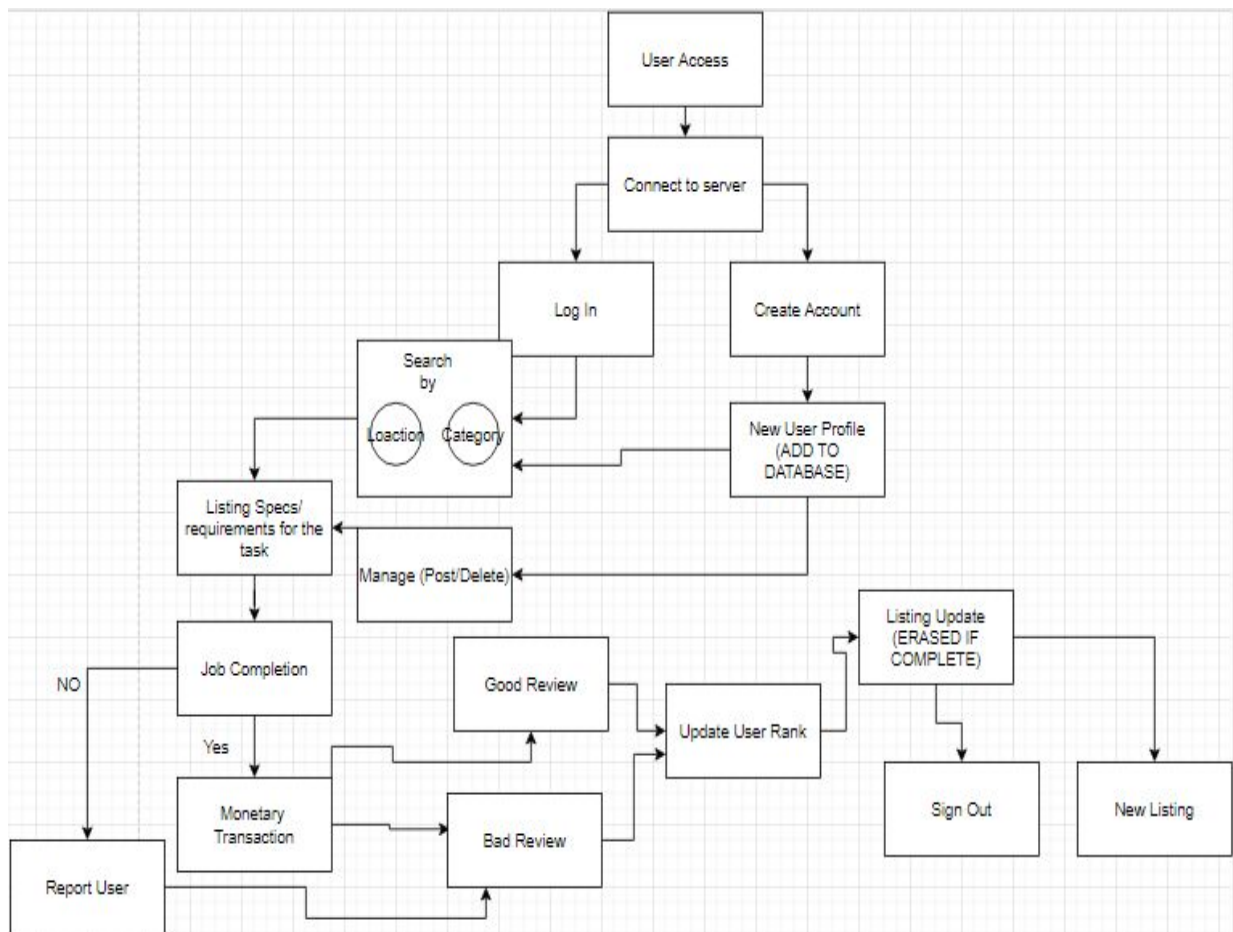 User Access
Connect to server
Log In
Create Account
Search
by
Loaction
Category
New User Profile
(ADD TO
DATABASE)
Listing Specs/
requirements for the
task
Manage (Post/Delete)
Listing Update
(ERASED IF
COMPLETE)
Job Completion
NO
Good Review
Update User Rank
Yes
Monetary
Transaction
Bad Review
Sign Out
New Listing
Report User